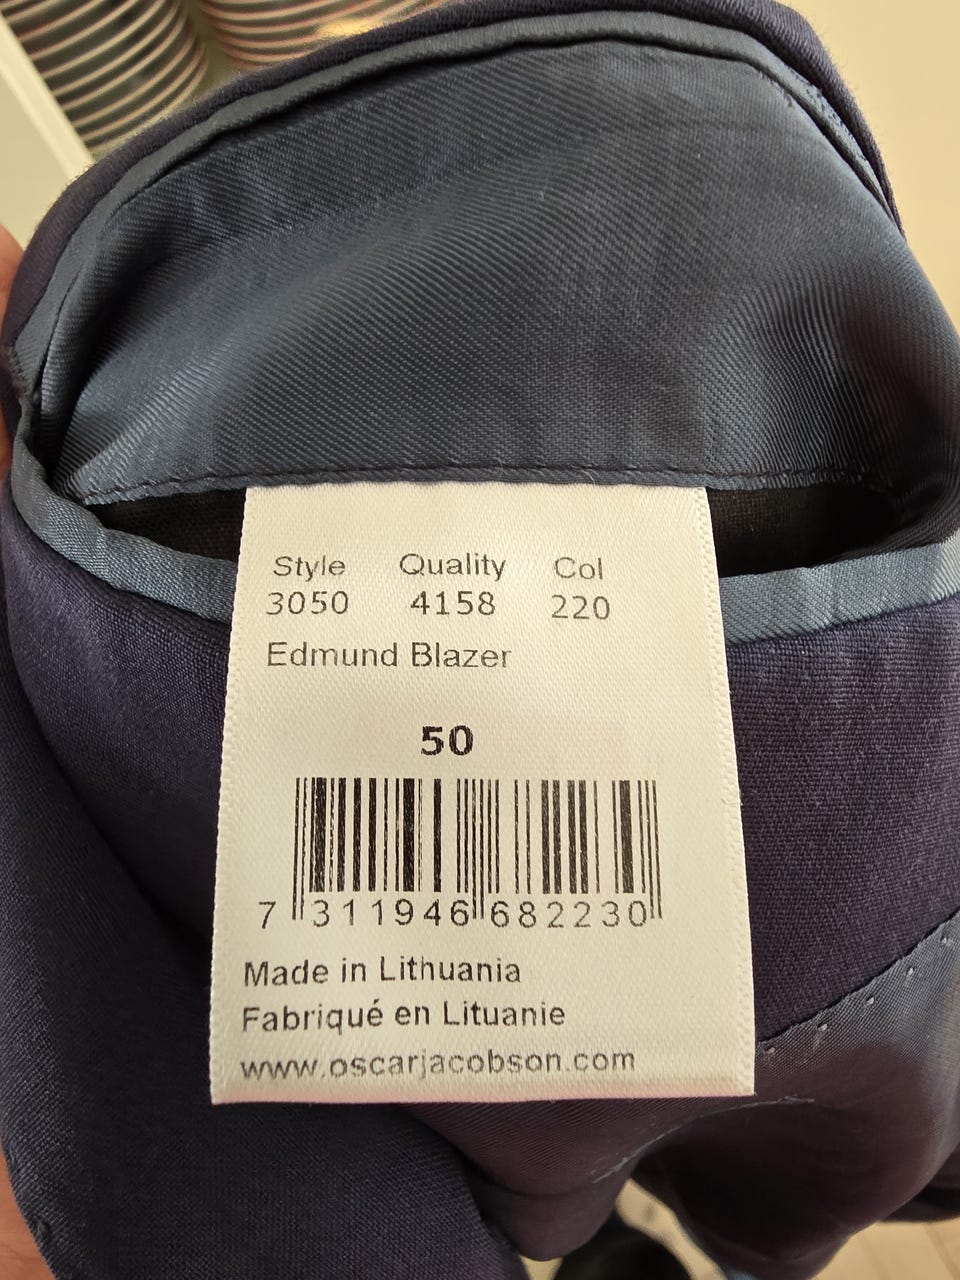 Style Quality Col
3050 4158 220
Edmund Blazer
50
7 311946 682230
Made in Lithuania
Fabriqué en Lituanie
www.oscarjacobson.com